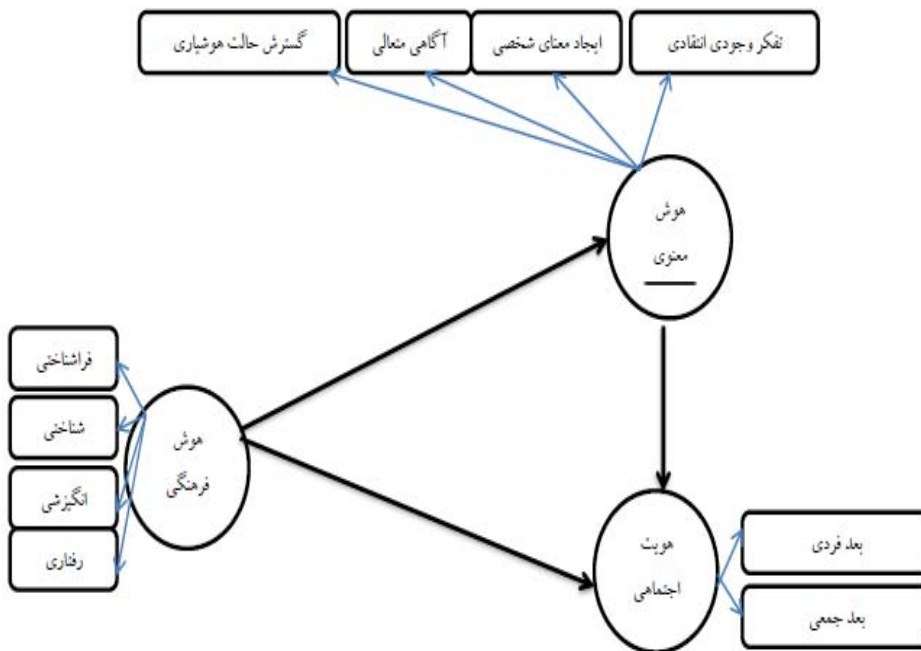 تفکر وجودی انتقادی
ایجاد معنای شخصی
آگاهی متعالی
گسترش حالت هوشیاری
هوش
معنوی
فراشناختی
شناختی
انگیزشی
رفتاری
هوش
فرهنگی
هویت
اجتماهی
بعد فردی
بعد جمعی